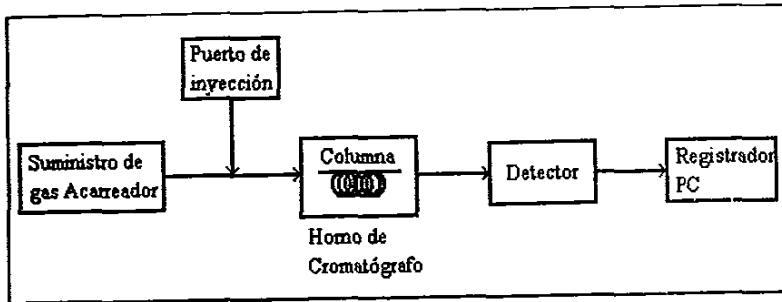 Puerto de
inyección
Suministro de
gas Acarreador
Columna
Horno de
Cromatógrafo
Detector
Registrador
PC